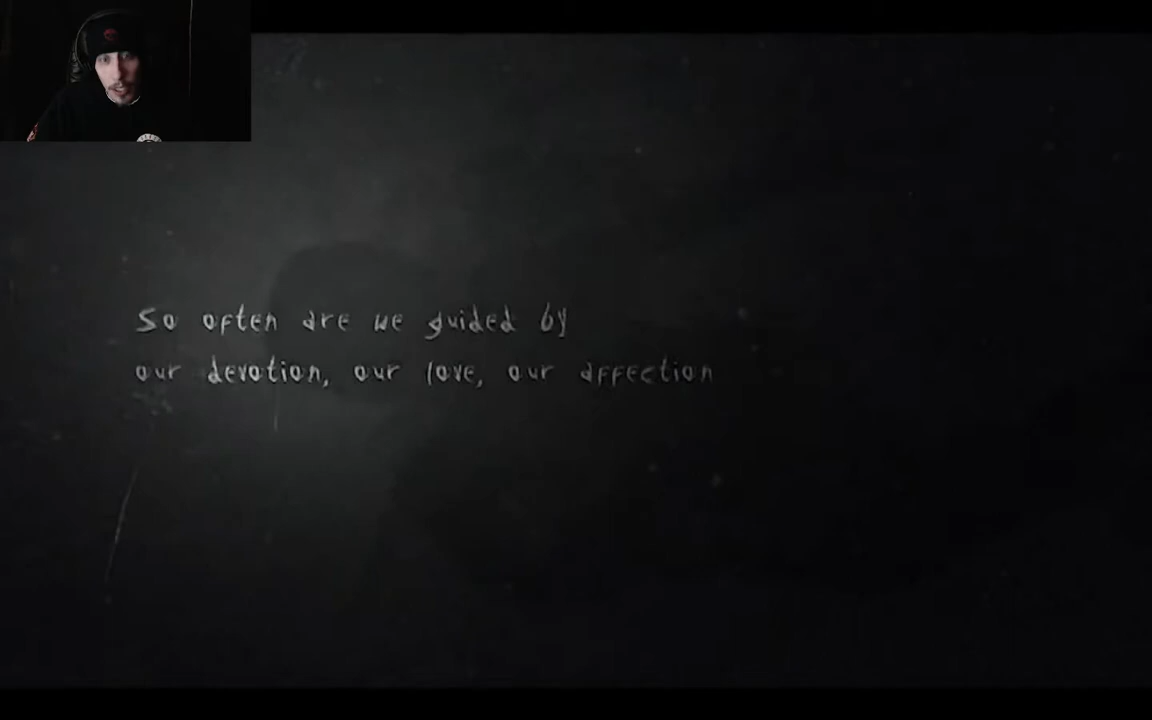 So often are we guided by
our devotion, our love, our affection